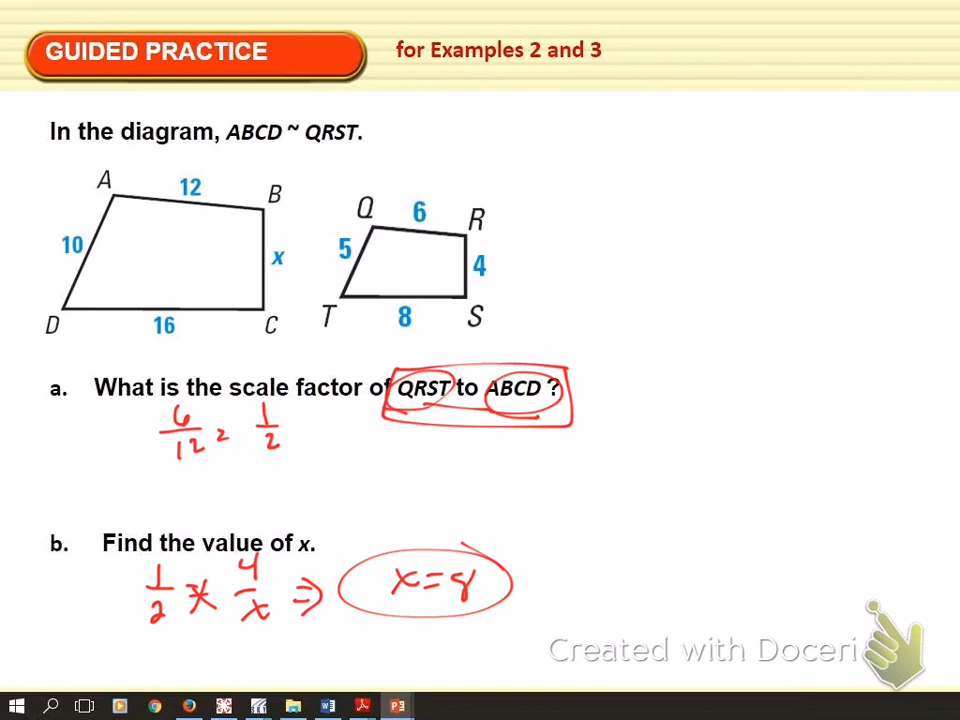 GUIDED PRACTICE for Examples 2 and 3
In the diagram, ABCD ~ QRST.
A 12 B
10 x
D 16 C
Q 6 R
5 4
T 8 S
a. What is the scale factor of QRST to ABCD ?
6/12 = 1/2
b. Find the value of x.
1/2 4/x ⇒ x=8
Created with Doceri